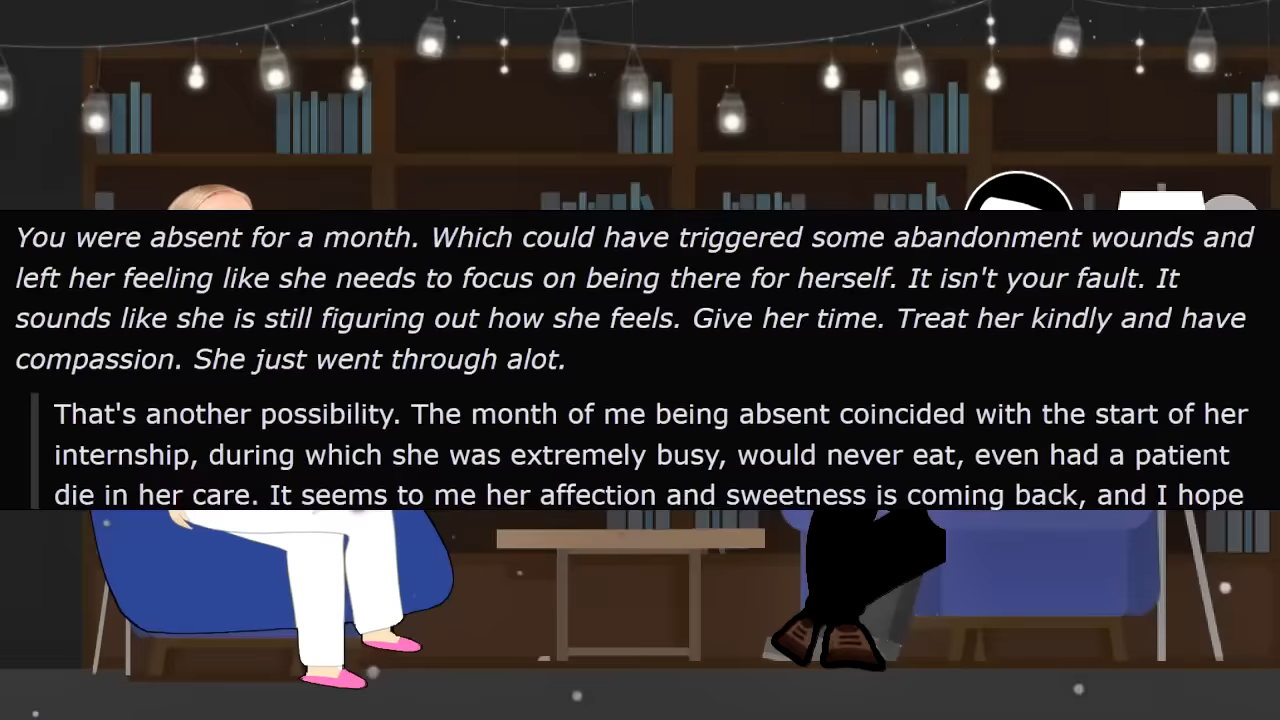 You were absent for a month. Which could have triggered some abandonment wounds and
left her feeling like she needs to focus on being there for herself. It isn't your fault. It
sounds like she is still figuring out how she feels. Give her time. Treat her kindly and have
compassion. She just went through alot.
That's another possibility. The month of me being absent coincided with the start of her
internship, during which she was extremely busy, would never eat, even had a patient
die in her care. It seems to me her affection and sweetness is coming back, and I hope